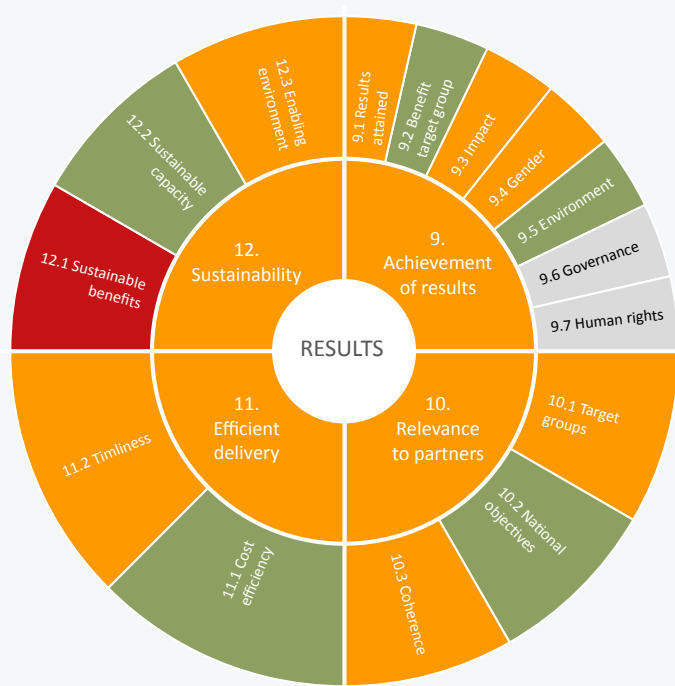 RESULTS
9.
Achievement
of results
9.1 Results
attained
9.2 Benefit
target group
9.3 Impact
9.4 Gender
9.5 Environment
9.6 Governance
9.7 Human rights
10.
Relevance
to partners
10.1 Target
groups
10.2 National
objectives
10.3 Coherence
11.
Efficient
delivery
11.1 Cost
efficiency
11.2 Timliness
12.
Sustainability
12.1 Sustainable
benefits
12.2 Sustainable
capacity
12.3 Enabling
environment